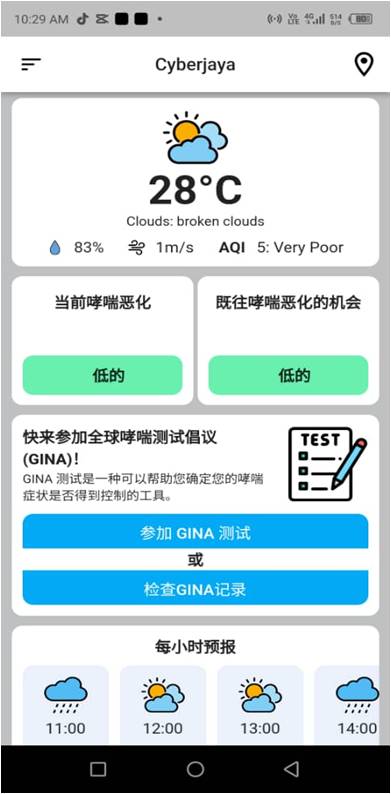 10:29 AM
Vo LTE 4G 514 B/S 80
Cyberjaya
28°C
Clouds: broken clouds
83% 1m/s AQI 5: Very Poor
当前哮喘恶化
低的
既往哮喘恶化的机会
低的
快来参加全球哮喘测试倡议
(GINA)！
GINA 测试是一种可以帮助您确定您的哮喘
症状是否得到控制的工具。
TEST
参加 GINA 测试
或
检查GINA记录
每小时预报
11:00 12:00 13:00 14:00